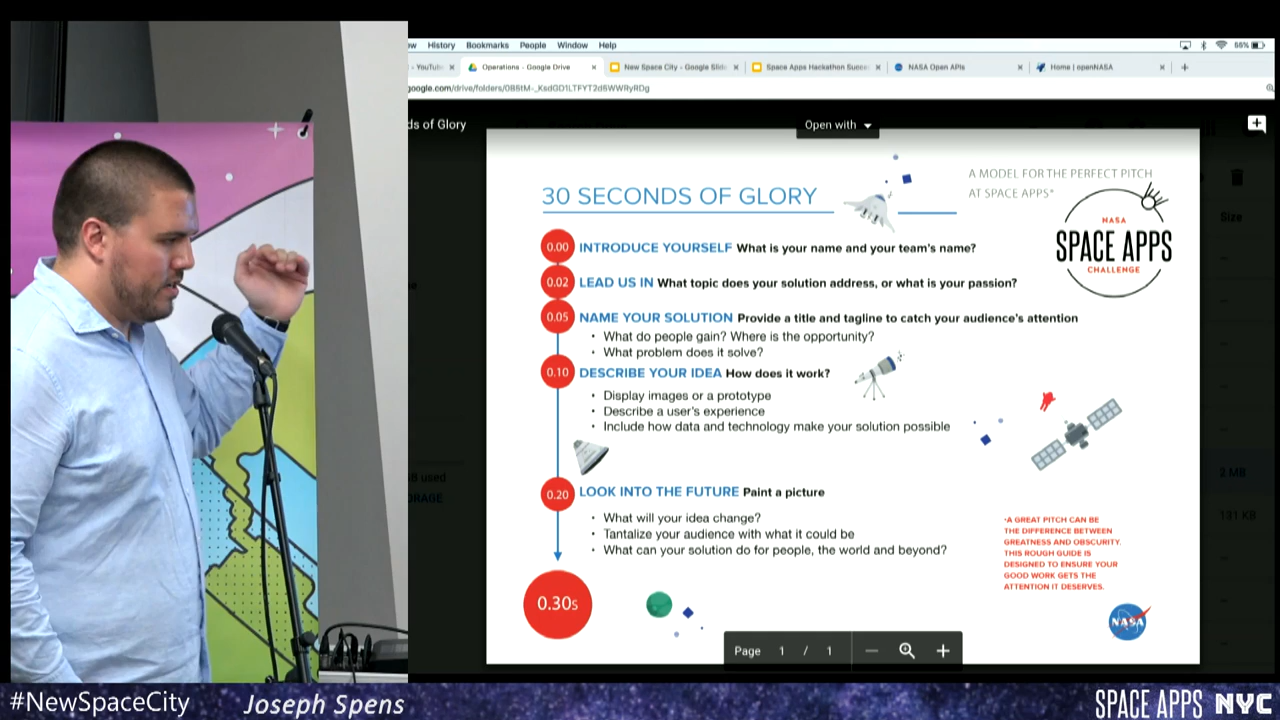 History Bookmarks People Window Help
55%
YouTube Operations - Google Drive New Space City - Google Slide Space Apps Hackathon Succe NASA Open APIs Home | openNASA
ds of Glory
Open with
Size
30 SECONDS OF GLORY
A MODEL FOR THE PERFECT PITCH
AT SPACE APPS*
NASA
SPACE APPS
CHALLENGE
0.00 INTRODUCE YOURSELF What is your name and your team's name?
0.02 LEAD US IN What topic does your solution address, or what is your passion?
0.05 NAME YOUR SOLUTION Provide a title and tagline to catch your audience's attention
• What do people gain? Where is the opportunity?
• What problem does it solve?
0.10 DESCRIBE YOUR IDEA How does it work?
• Display images or a prototype
• Describe a user's experience
• Include how data and technology make your solution possible
used
2 MB
131 KB
0.20 LOOK INTO THE FUTURE Paint a picture
• What will your idea change?
• Tantalize your audience with what it could be
• What can your solution do for people, the world and beyond?
0.30s
*A GREAT PITCH CAN BE
THE DIFFERENCE BETWEEN
GREATNESS AND OBSCURITY.
THIS ROUGH GUIDE IS
DESIGNED TO ENSURE YOUR
GOOD WORK GETS THE
ATTENTION IT DESERVES.
NASA
Page 1 / 1
#NewSpaceCity Joseph Spens SPACE APPS NYC